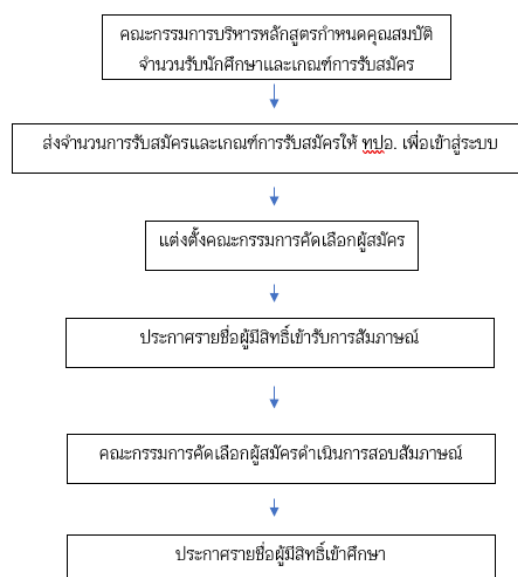 คณะกรรมการบริหารหลักสูตรกำหนดคุณสมบัติ
จำนวนรับนักศึกษาและเกณฑ์การรับสมัคร
ส่งจำนวนการรับสมัครและเกณฑ์การรับสมัครให้ ทปอ. เพื่อเข้าสู่ระบบ
แต่งตั้งคณะกรรมการคัดเลือกผู้สมัคร
ประกาศรายชื่อผู้มีสิทธิ์เข้ารับการสัมภาษณ์
คณะกรรมการคัดเลือกผู้สมัครดำเนินการสอบสัมภาษณ์
ประกาศรายชื่อผู้มีสิทธิ์เข้าศึกษา